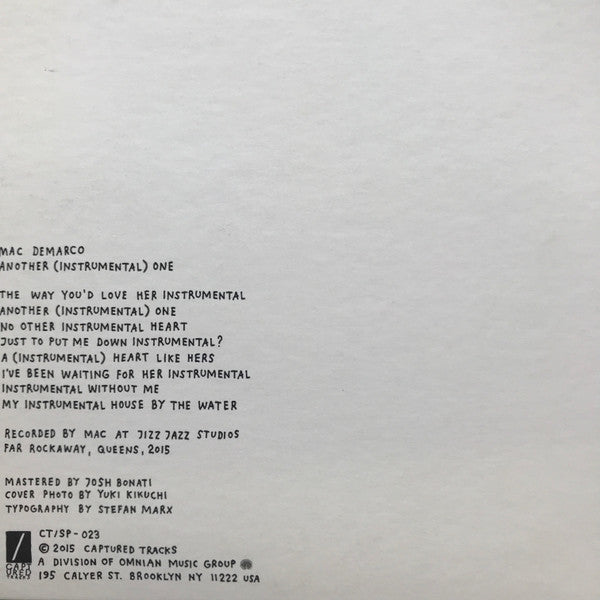 MAC DEMARCO
ANOTHER (INSTRUMENTAL) ONE
THE WAY YOU'D LOVE HER INSTRUMENTAL
ANOTHER (INSTRUMENTAL) ONE
NO OTHER INSTRUMENTAL HEART
JUST TO PUT ME DOWN INSTRUMENTAL?
A (INSTRUMENTAL) HEART LIKE HERS
I'VE BEEN WAITING FOR HER INSTRUMENTAL
INSTRUMENTAL WITHOUT ME
MY INSTRUMENTAL HOUSE BY THE WATER
RECORDED BY MAC AT JIZZ JAZZ STUDIOS
FAR ROCKAWAY, QUEENS, 2015
MASTERED BY JOSH BONATI
COVER PHOTO BY YUKI KIKUCHI
TYPOGRAPHY BY STEFAN MARX
CAPT
URED
TRACKS
CT/SP-023
© 2015 CAPTURED TRACKS
A DIVISION OF OMNIAN MUSIC GROUP
195 CALYER ST. BROOKLYN NY 11222 USA